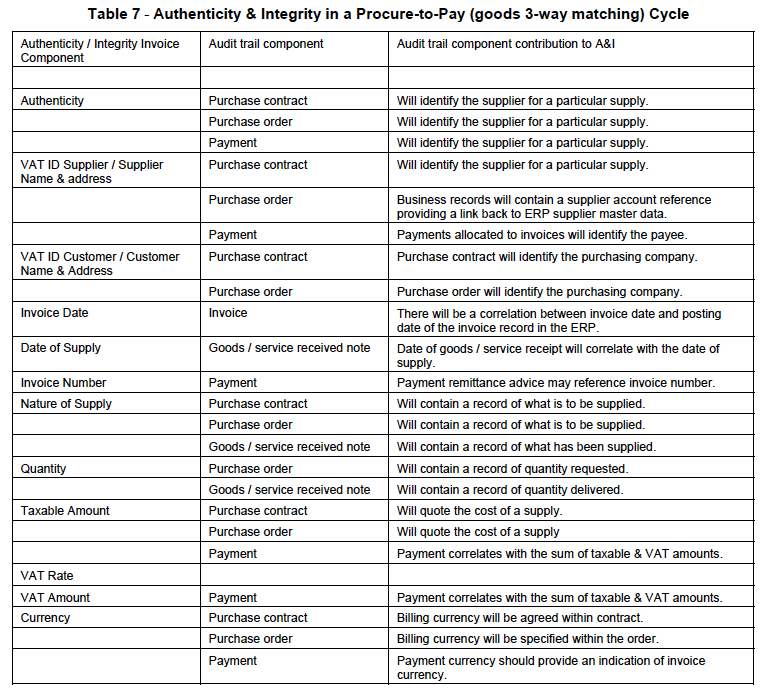 Table 7 - Authenticity & Integrity in a Procure-to-Pay (goods 3-way matching) Cycle
Authenticity / Integrity Invoice Component Audit trail component Audit trail component contribution to A&I
Authenticity Purchase contract Will identify the supplier for a particular supply.
Purchase order Will identify the supplier for a particular supply.
Payment Will identify the supplier for a particular supply.
VAT ID Supplier / Supplier Name & address Purchase contract Will identify the supplier for a particular supply.
Purchase order Business records will contain a supplier account reference providing a link back to ERP supplier master data.
Payment Payments allocated to invoices will identify the payee.
VAT ID Customer / Customer Name & Address Purchase contract Purchase contract will identify the purchasing company.
Purchase order Purchase order will identify the purchasing company.
Invoice Date Invoice There will be a correlation between invoice date and posting date of the invoice record in the ERP.
Date of Supply Goods / service received note Date of goods / service receipt will correlate with the date of supply.
Invoice Number Payment Payment remittance advice may reference invoice number.
Nature of Supply Purchase contract Will contain a record of what is to be supplied.
Purchase order Will contain a record of what is to be supplied.
Goods / service received note Will contain a record of what has been supplied.
Quantity Purchase order Will contain a record of quantity requested.
Goods / service received note Will contain a record of quantity delivered.
Taxable Amount Purchase contract Will quote the cost of a supply.
Purchase order Will quote the cost of a supply
Payment Payment correlates with the sum of taxable & VAT amounts.
VAT Rate
VAT Amount Payment Payment correlates with the sum of taxable & VAT amounts.
Currency Purchase contract Billing currency will be agreed within contract.
Purchase order Billing currency will be specified within the order.
Payment Payment currency should provide an indication of invoice currency.